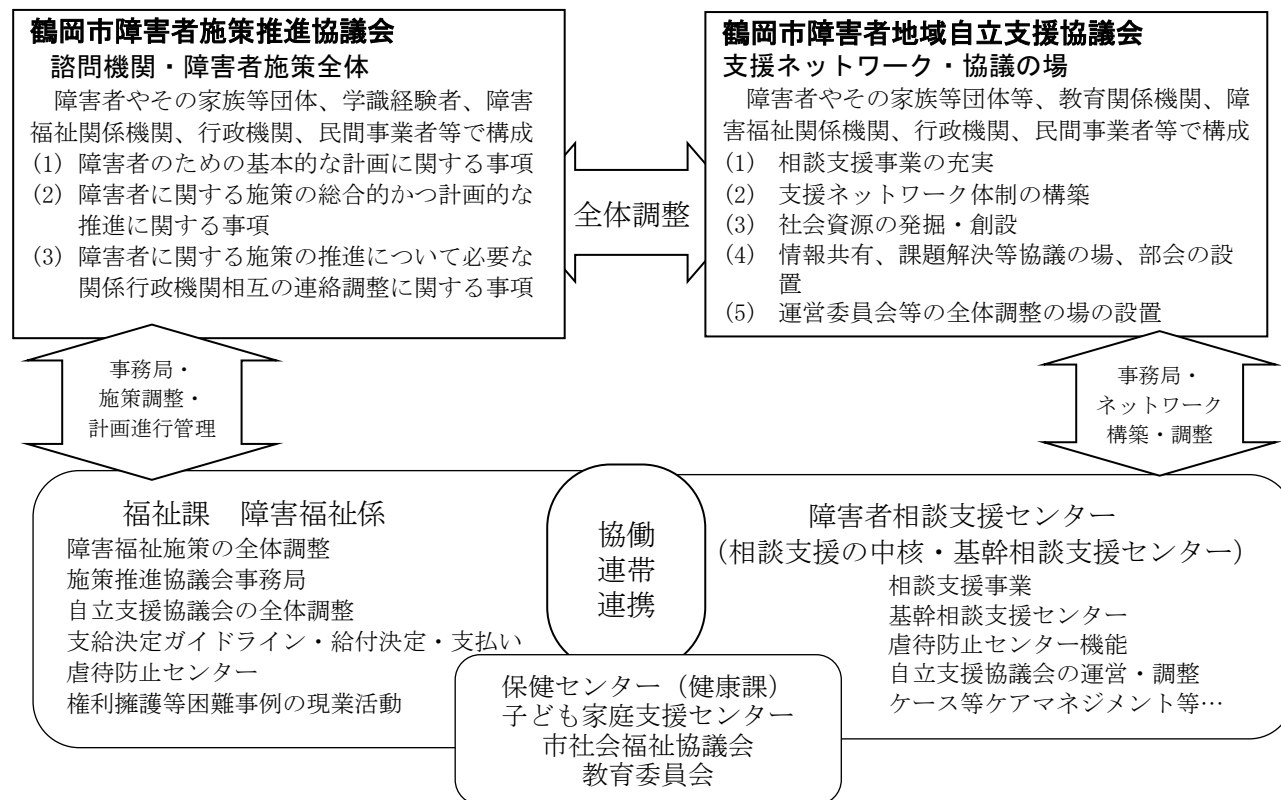 鶴岡市障害者施策推進協議会
諮問機関・障害者施策全体
障害者やその家族等団体、学識経験者、障害
福祉関係機関、行政機関、民間事業者等で構成
(1) 障害者のための基本的な計画に関する事項
(2) 障害者に関する施策の総合的かつ計画的な
推進に関する事項
(3) 障害者に関する施策の推進について必要な
関係行政機関相互の連絡調整に関する事項
全体調整
鶴岡市障害者地域自立支援協議会
支援ネットワーク・協議の場
障害者やその家族等団体等、教育関係機関、障
害福祉関係機関、行政機関、民間事業者等で構成
(1) 相談支援事業の充実
(2) 支援ネットワーク体制の構築
(3) 社会資源の発掘・創設
(4) 情報共有、課題解決等協議の場、部会の設
置
(5) 運営委員会等の全体調整の場の設置
事務局・
施策調整・
計画進行管理
事務局・
ネットワーク
構築・調整
福祉課　障害福祉係
障害福祉施策の全体調整
施策推進協議会事務局
自立支援協議会の全体調整
支給決定ガイドライン・給付決定・支払い
虐待防止センター
権利擁護等困難事例の現業活動
協働
連帯
連携
障害者相談支援センター
(相談支援の中核・基幹相談支援センター)
相談支援事業
基幹相談支援センター
虐待防止センター機能
自立支援協議会の運営・調整
ケース等ケアマネジメント等…
保健センター（健康課）
子ども家庭支援センター
市社会福祉協議会
教育委員会